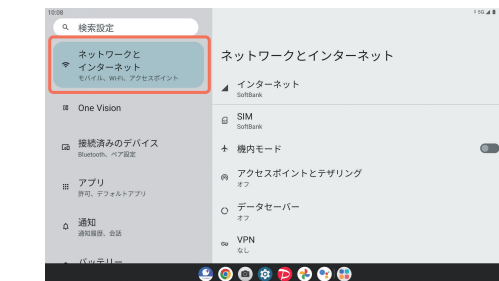 10:08
5G
検索設定
ネットワークと
インターネット
モバイル、Wi-Fi、アクセスポイント
One Vision
接続済みのデバイス
Bluetooth、ペア設定
アプリ
許可、デフォルトアプリ
通知
通知履歴、会話
バッテリー
ネットワークとインターネット
インターネット
SoftBank
SIM
SoftBank
機内モード
アクセスポイントとテザリング
オフ
データセーバー
オフ
VPN
なし